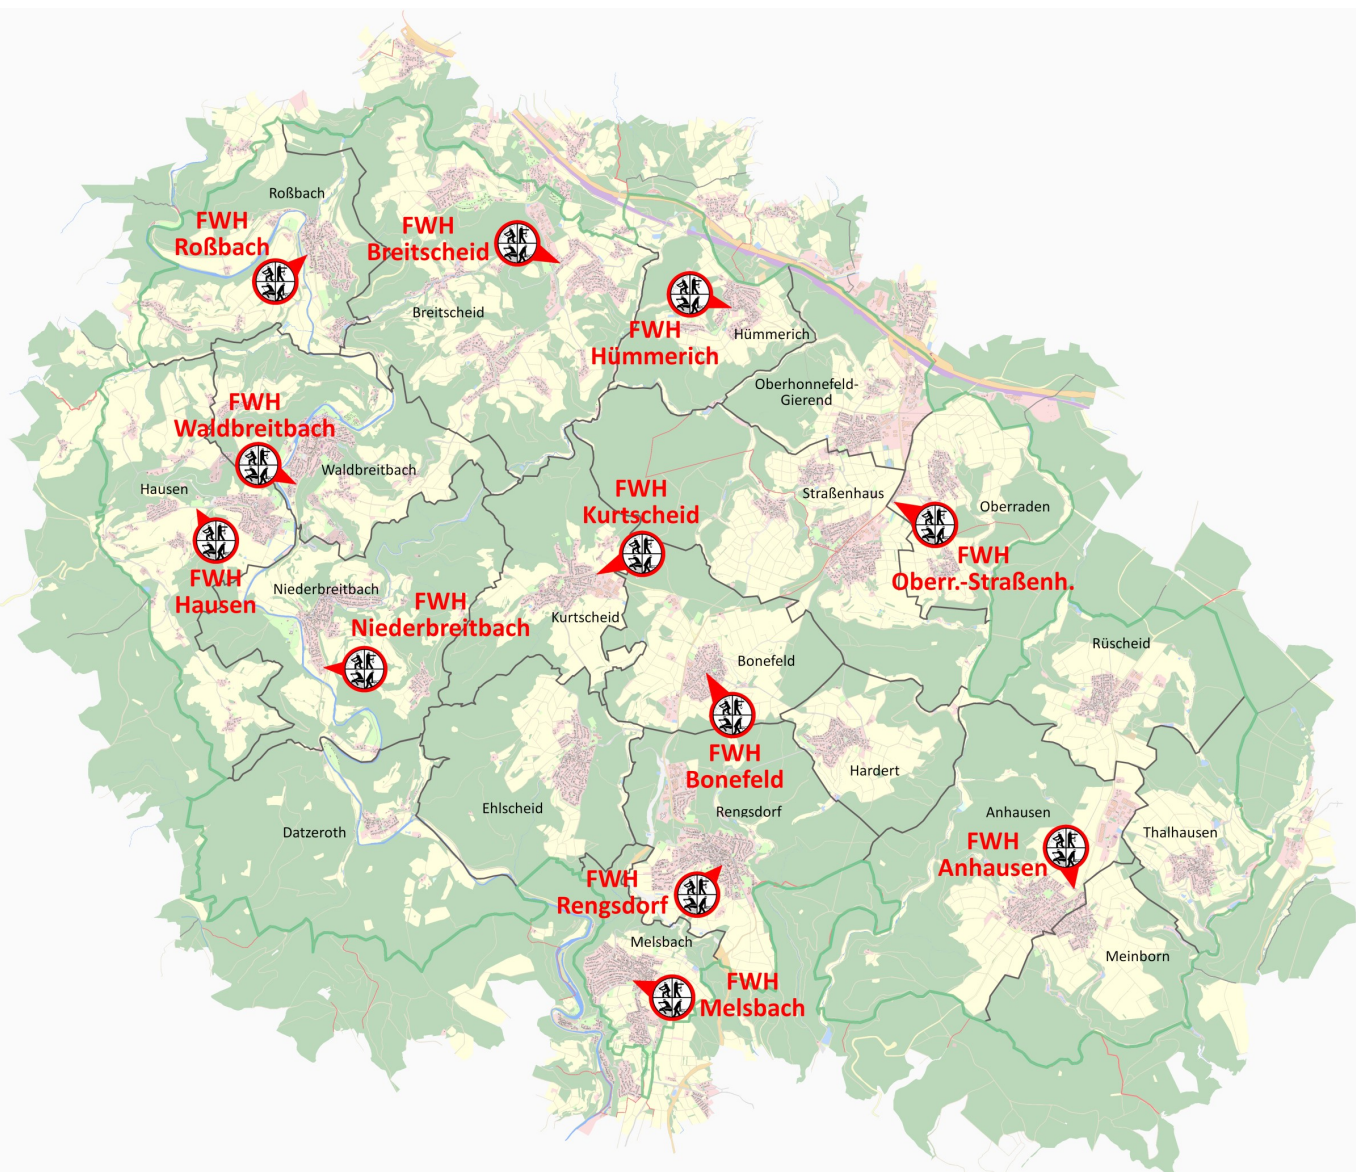 Roßbach
FWH
Roßbach
FWH
Breitscheid
Breitscheid
FWH
Hümmerich
Hümmerich
Oberhonnefeld-
Gierend
FWH
Waldbreitbach
Waldbreitbach
Hausen
FWH
Hausen
FWH
Kurtscheid
Kurtscheid
Straßenhaus
Oberraden
FWH
Oberr.-Straßenh.
Niederbreitbach
FWH
Niederbreitbach
Bonefeld
FWH
Bonefeld
Rüscheid
Hardert
Ehlscheid
Datzeroth
Rengsdorf
FWH
Rengsdorf
Anhausen
FWH
Anhausen
Thalhausen
Meinborn
Melsbach
FWH
Melsbach